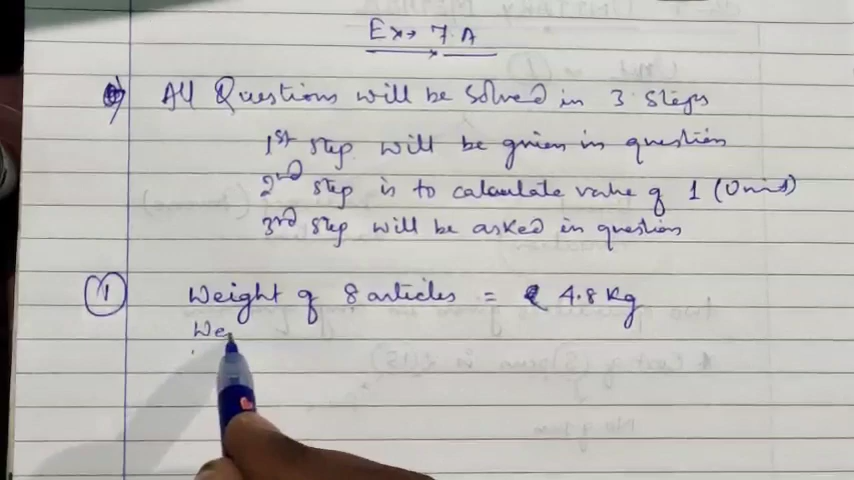 Ex → 7 A
All Questions will be solved in 3 steps
1st step will be given in question
2nd step is to calculate value of 1 (Unit)
3rd step will be asked in question
1 Weight of 8 articles = 4.8 Kg
We